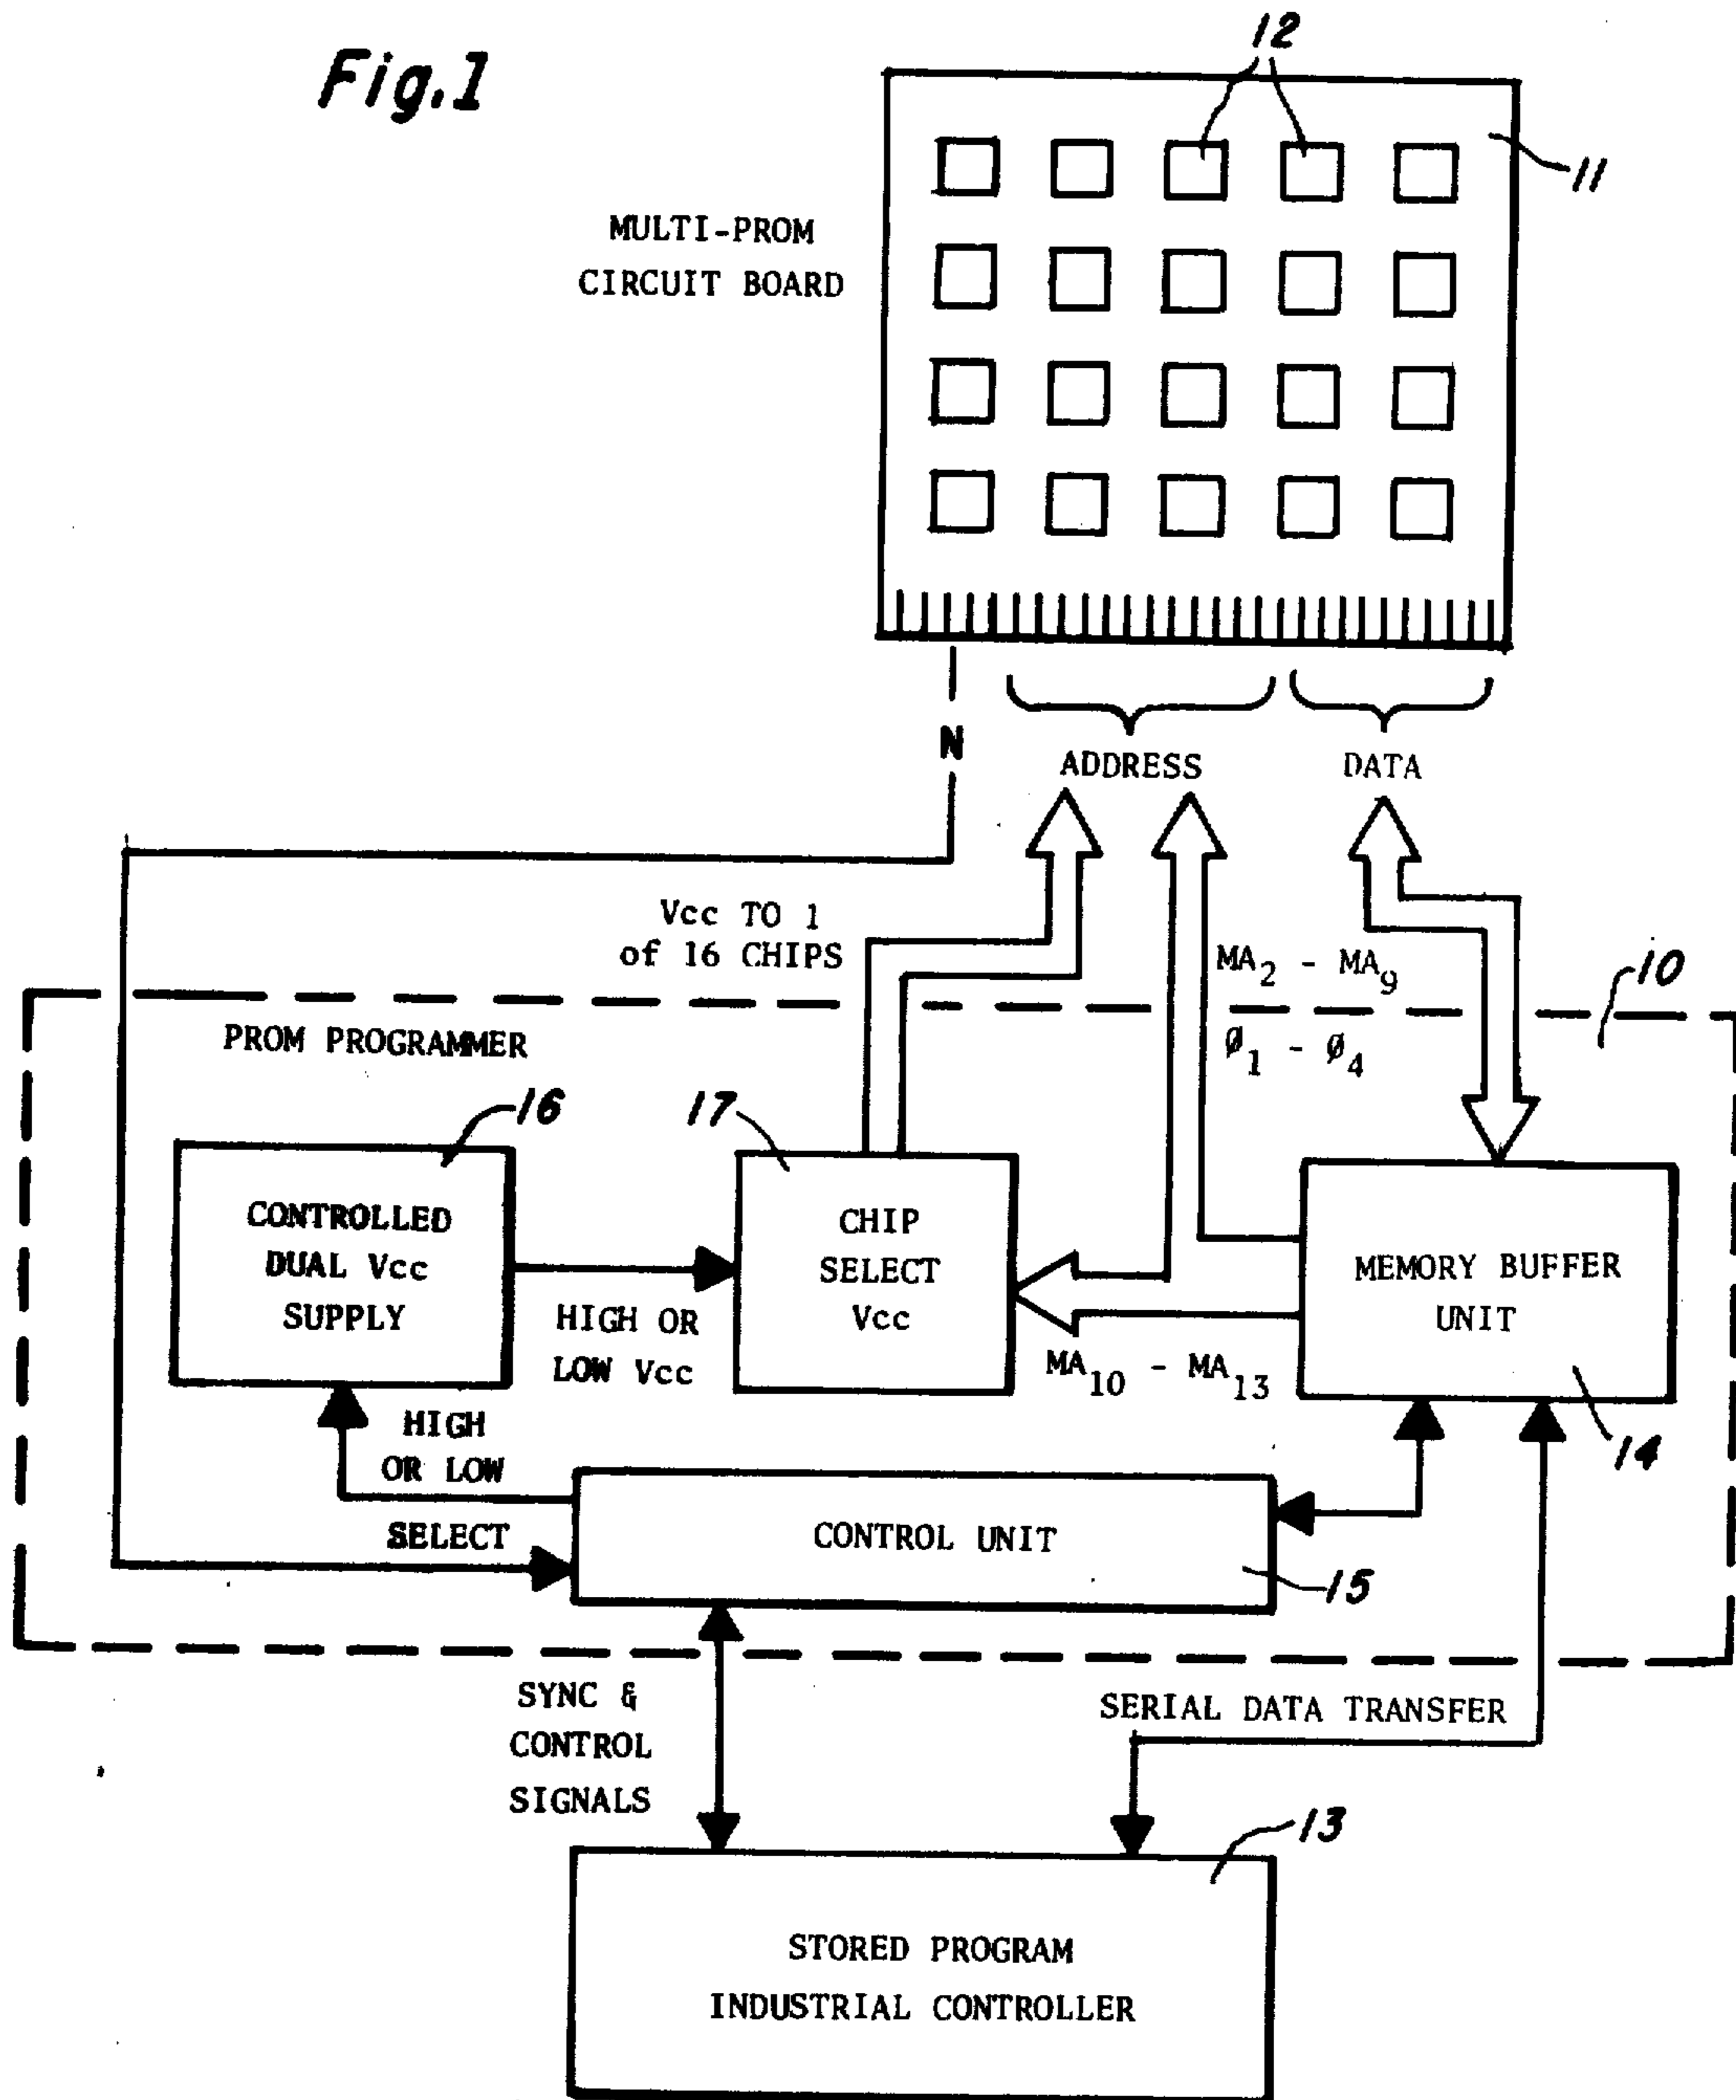 Fig.1
12
11
MULTI-PROM
CIRCUIT BOARD
N
ADDRESS
DATA
Vcc TO 1
of 16 CHIPS
MA2 - MA9
Ø1 - Ø4
10
PROM PROGRAMMER
16
17
CONTROLLED
DUAL Vcc
SUPPLY
HIGH OR
LOW Vcc
CHIP
SELECT
Vcc
MA10 - MA13
MEMORY BUFFER
UNIT
14
HIGH
OR LOW
SELECT
CONTROL UNIT
15
SYNC &
CONTROL
SIGNALS
SERIAL DATA TRANSFER
13
STORED PROGRAM
INDUSTRIAL CONTROLLER